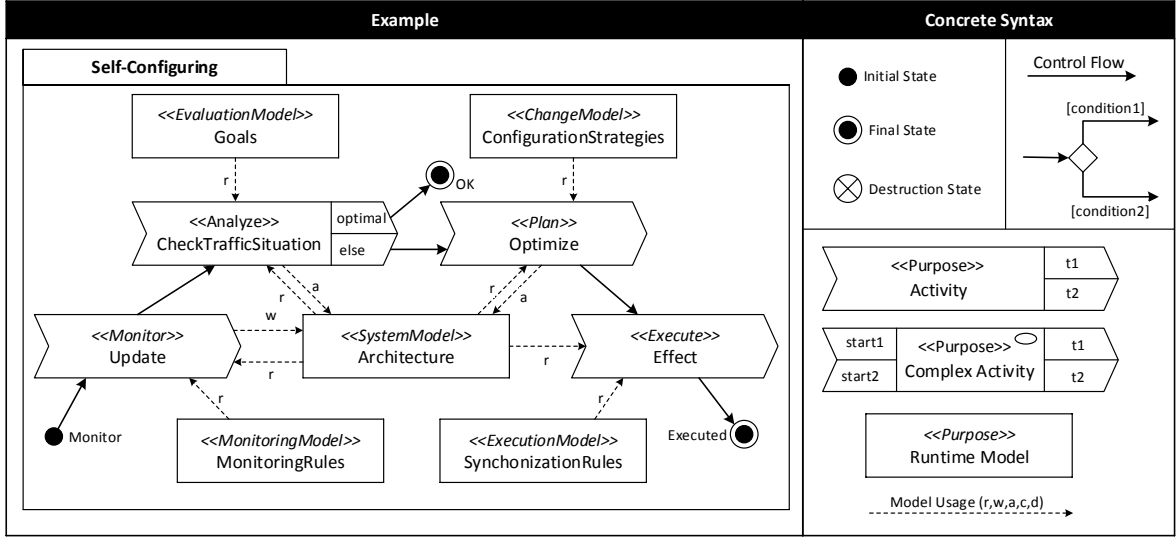 Example
Concrete Syntax
Self-Configuring
<<EvaluationModel>>
Goals
<<ChangeModel>>
ConfigurationStrategies
r
r
OK
<<Analyze>>
CheckTrafficSituation
optimal
else
<<Plan>>
Optimize
a
r
r
a
w
<<Monitor>>
Update
<<SystemModel>>
Architecture
<<Execute>>
Effect
r
r
r
r
Monitor
Executed
<<MonitoringModel>>
MonitoringRules
<<ExecutionModel>>
SynchonizationRules
Initial State
Final State
Destruction State
Control Flow
[condition1]
[condition2]
<<Purpose>>
Activity
t1
t2
start1
start2
<<Purpose>>
Complex Activity
t1
t2
<<Purpose>>
Runtime Model
Model Usage (r,w,a,c,d)